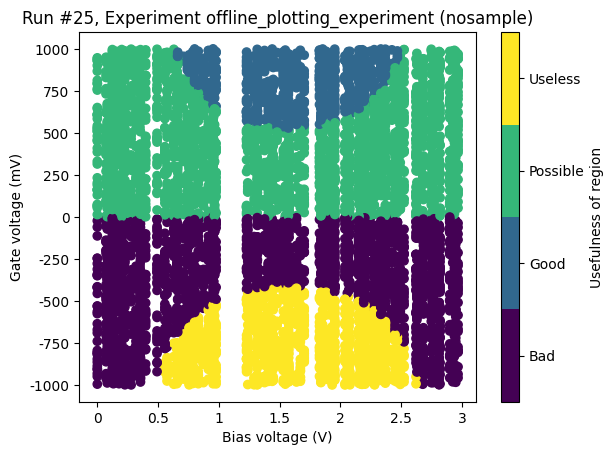 Run #25, Experiment offline_plotting_experiment (nosample)
1000
750
500
250
0
-250
-500
-750
-1000
Gate voltage (mV)
0
0.5
1
1.5
2
2.5
3
Bias voltage (V)
Useless
Possible
Good
Bad
Usefulness of region